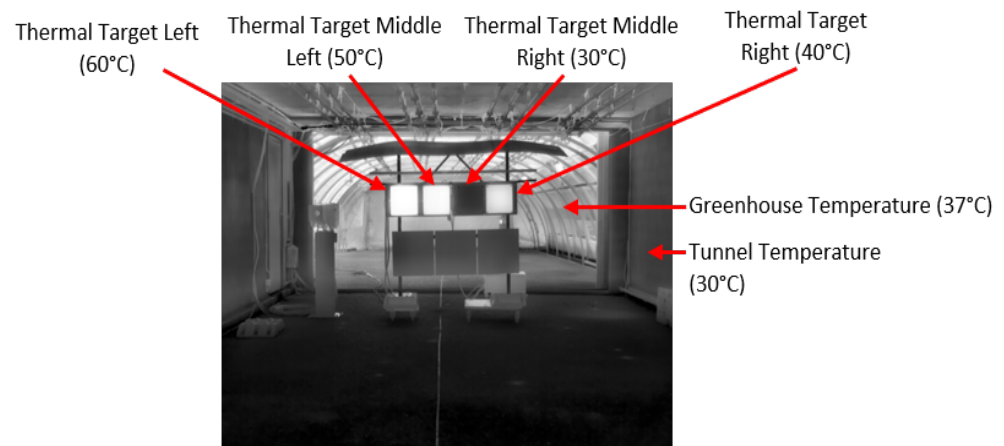 Thermal Target Left
(60°C)
Thermal Target Middle
Left (50°C)
Thermal Target Middle
Right (30°C)
Thermal Target
Right (40°C)
Greenhouse Temperature (37°C)
Tunnel Temperature
(30°C)